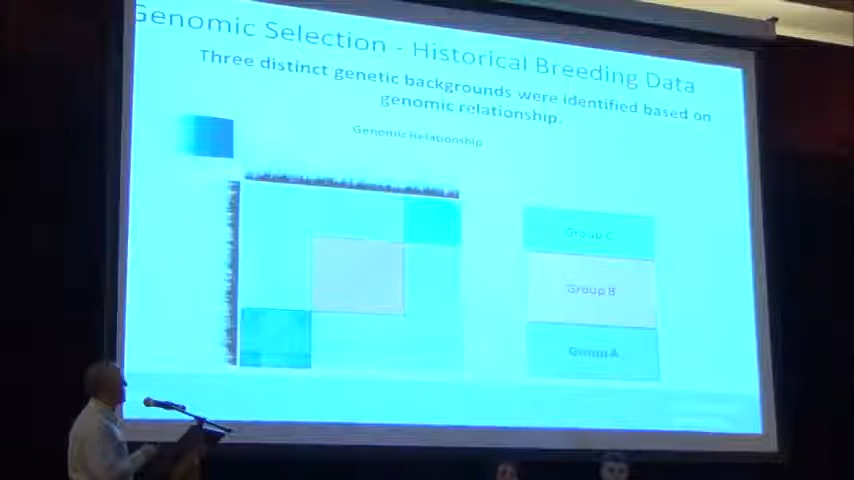 Genomic Selection - Historical Breeding Data
Three distinct genetic backgrounds were identified based on
genomic relationship.
Genomic Relationship
Group C
Group B
Group A